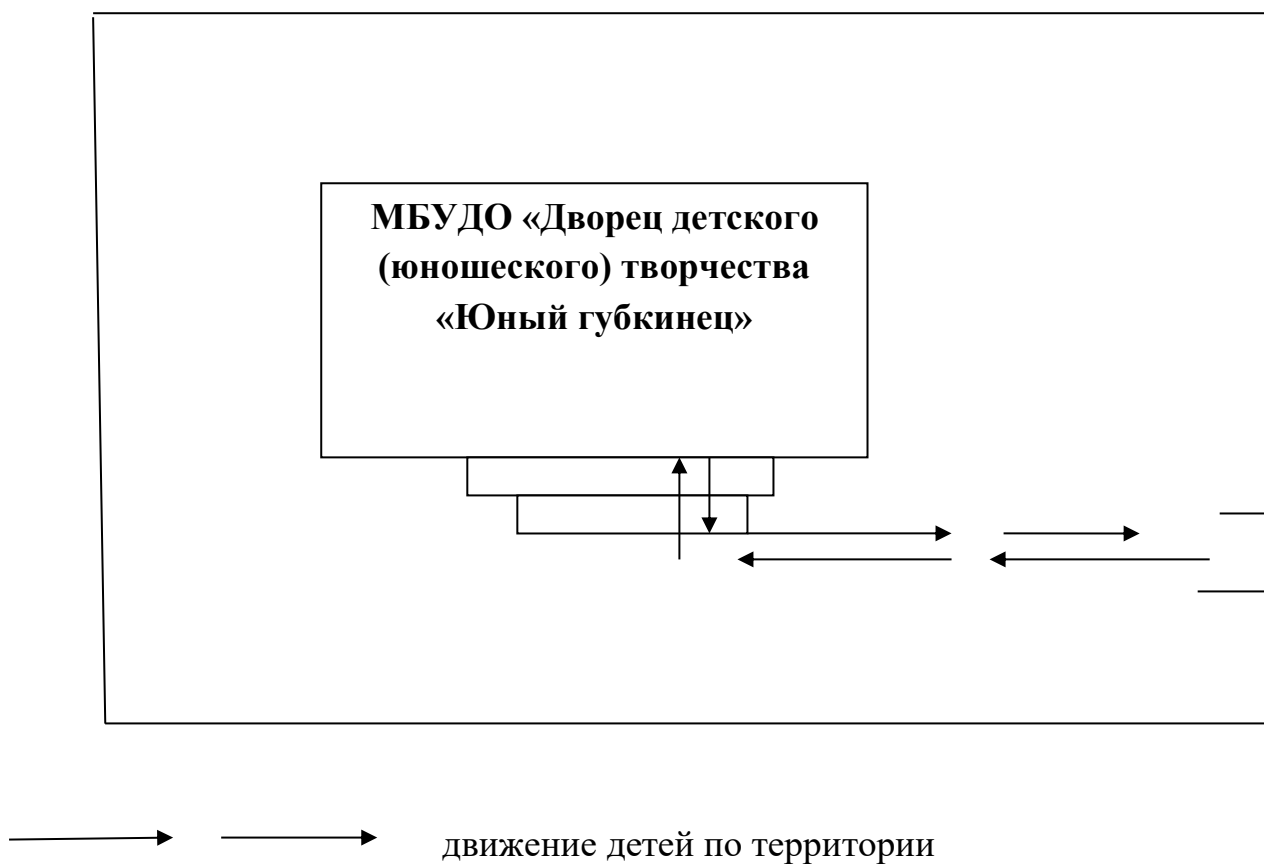 МБУДО «Дворец детского
(юношеского) творчества
«Юный губкинец»
движение детей по территории